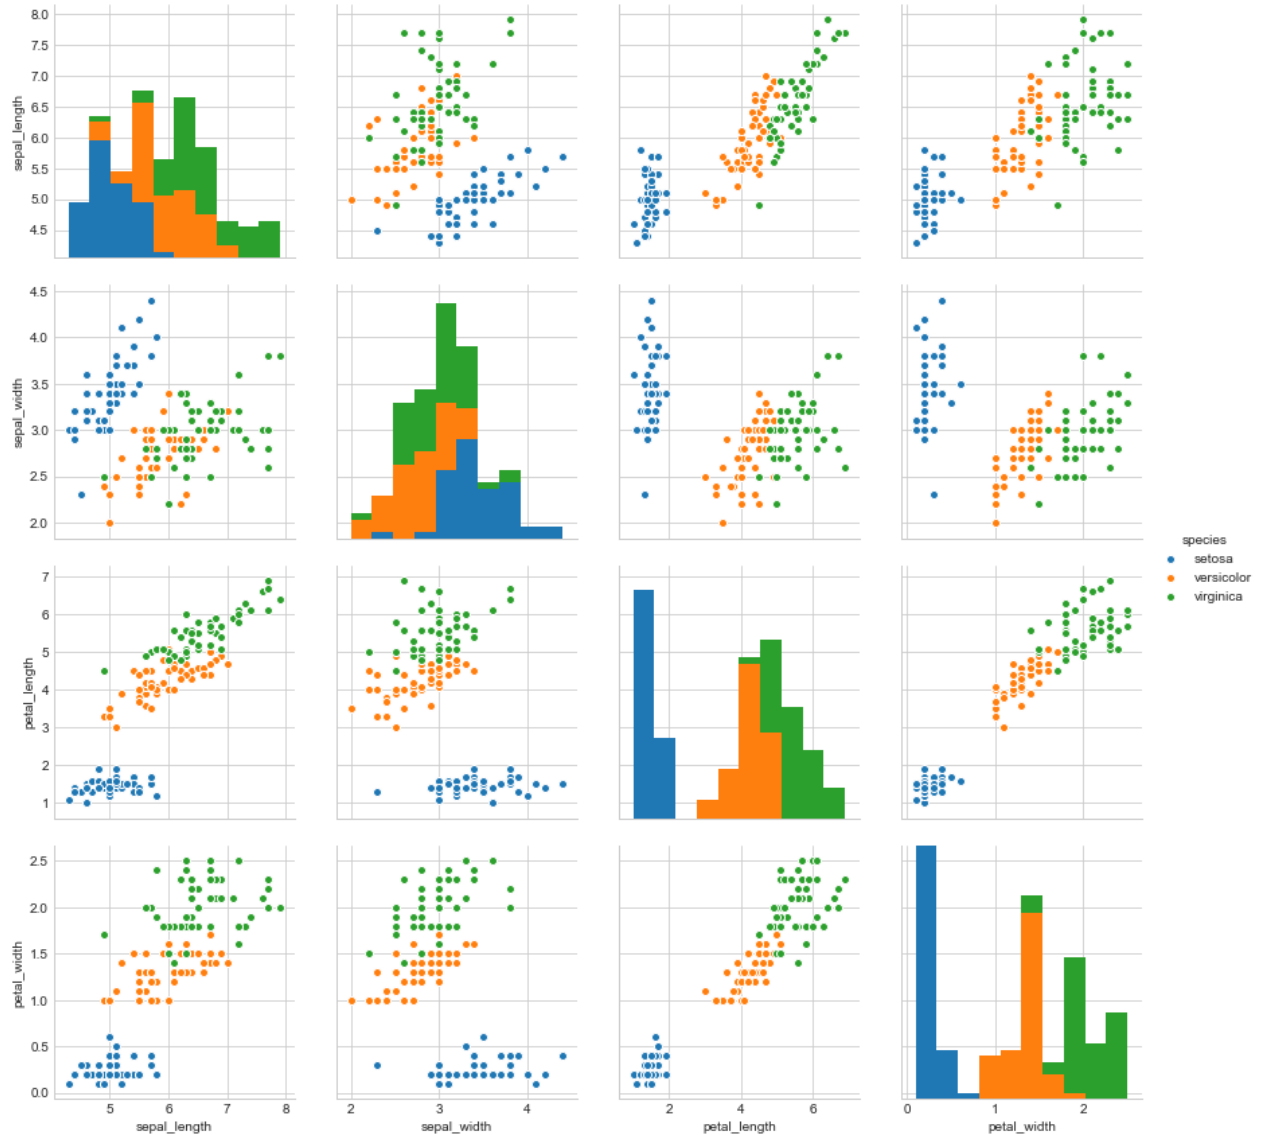 8.0
7.5
7.0
6.5
6.0
5.5
5.0
4.5
sepal_length
4.5
4.0
3.5
3.0
2.5
2.0
sepal_width
species
setosa
versicolor
virginica
7
6
5
4
3
2
1
petal_length
2.5
2.0
1.5
1.0
0.5
0.0
petal_width
5 6 7 8
2 3 4
2 4 6
0 1 2
sepal_length
sepal_width
petal_length
petal_width